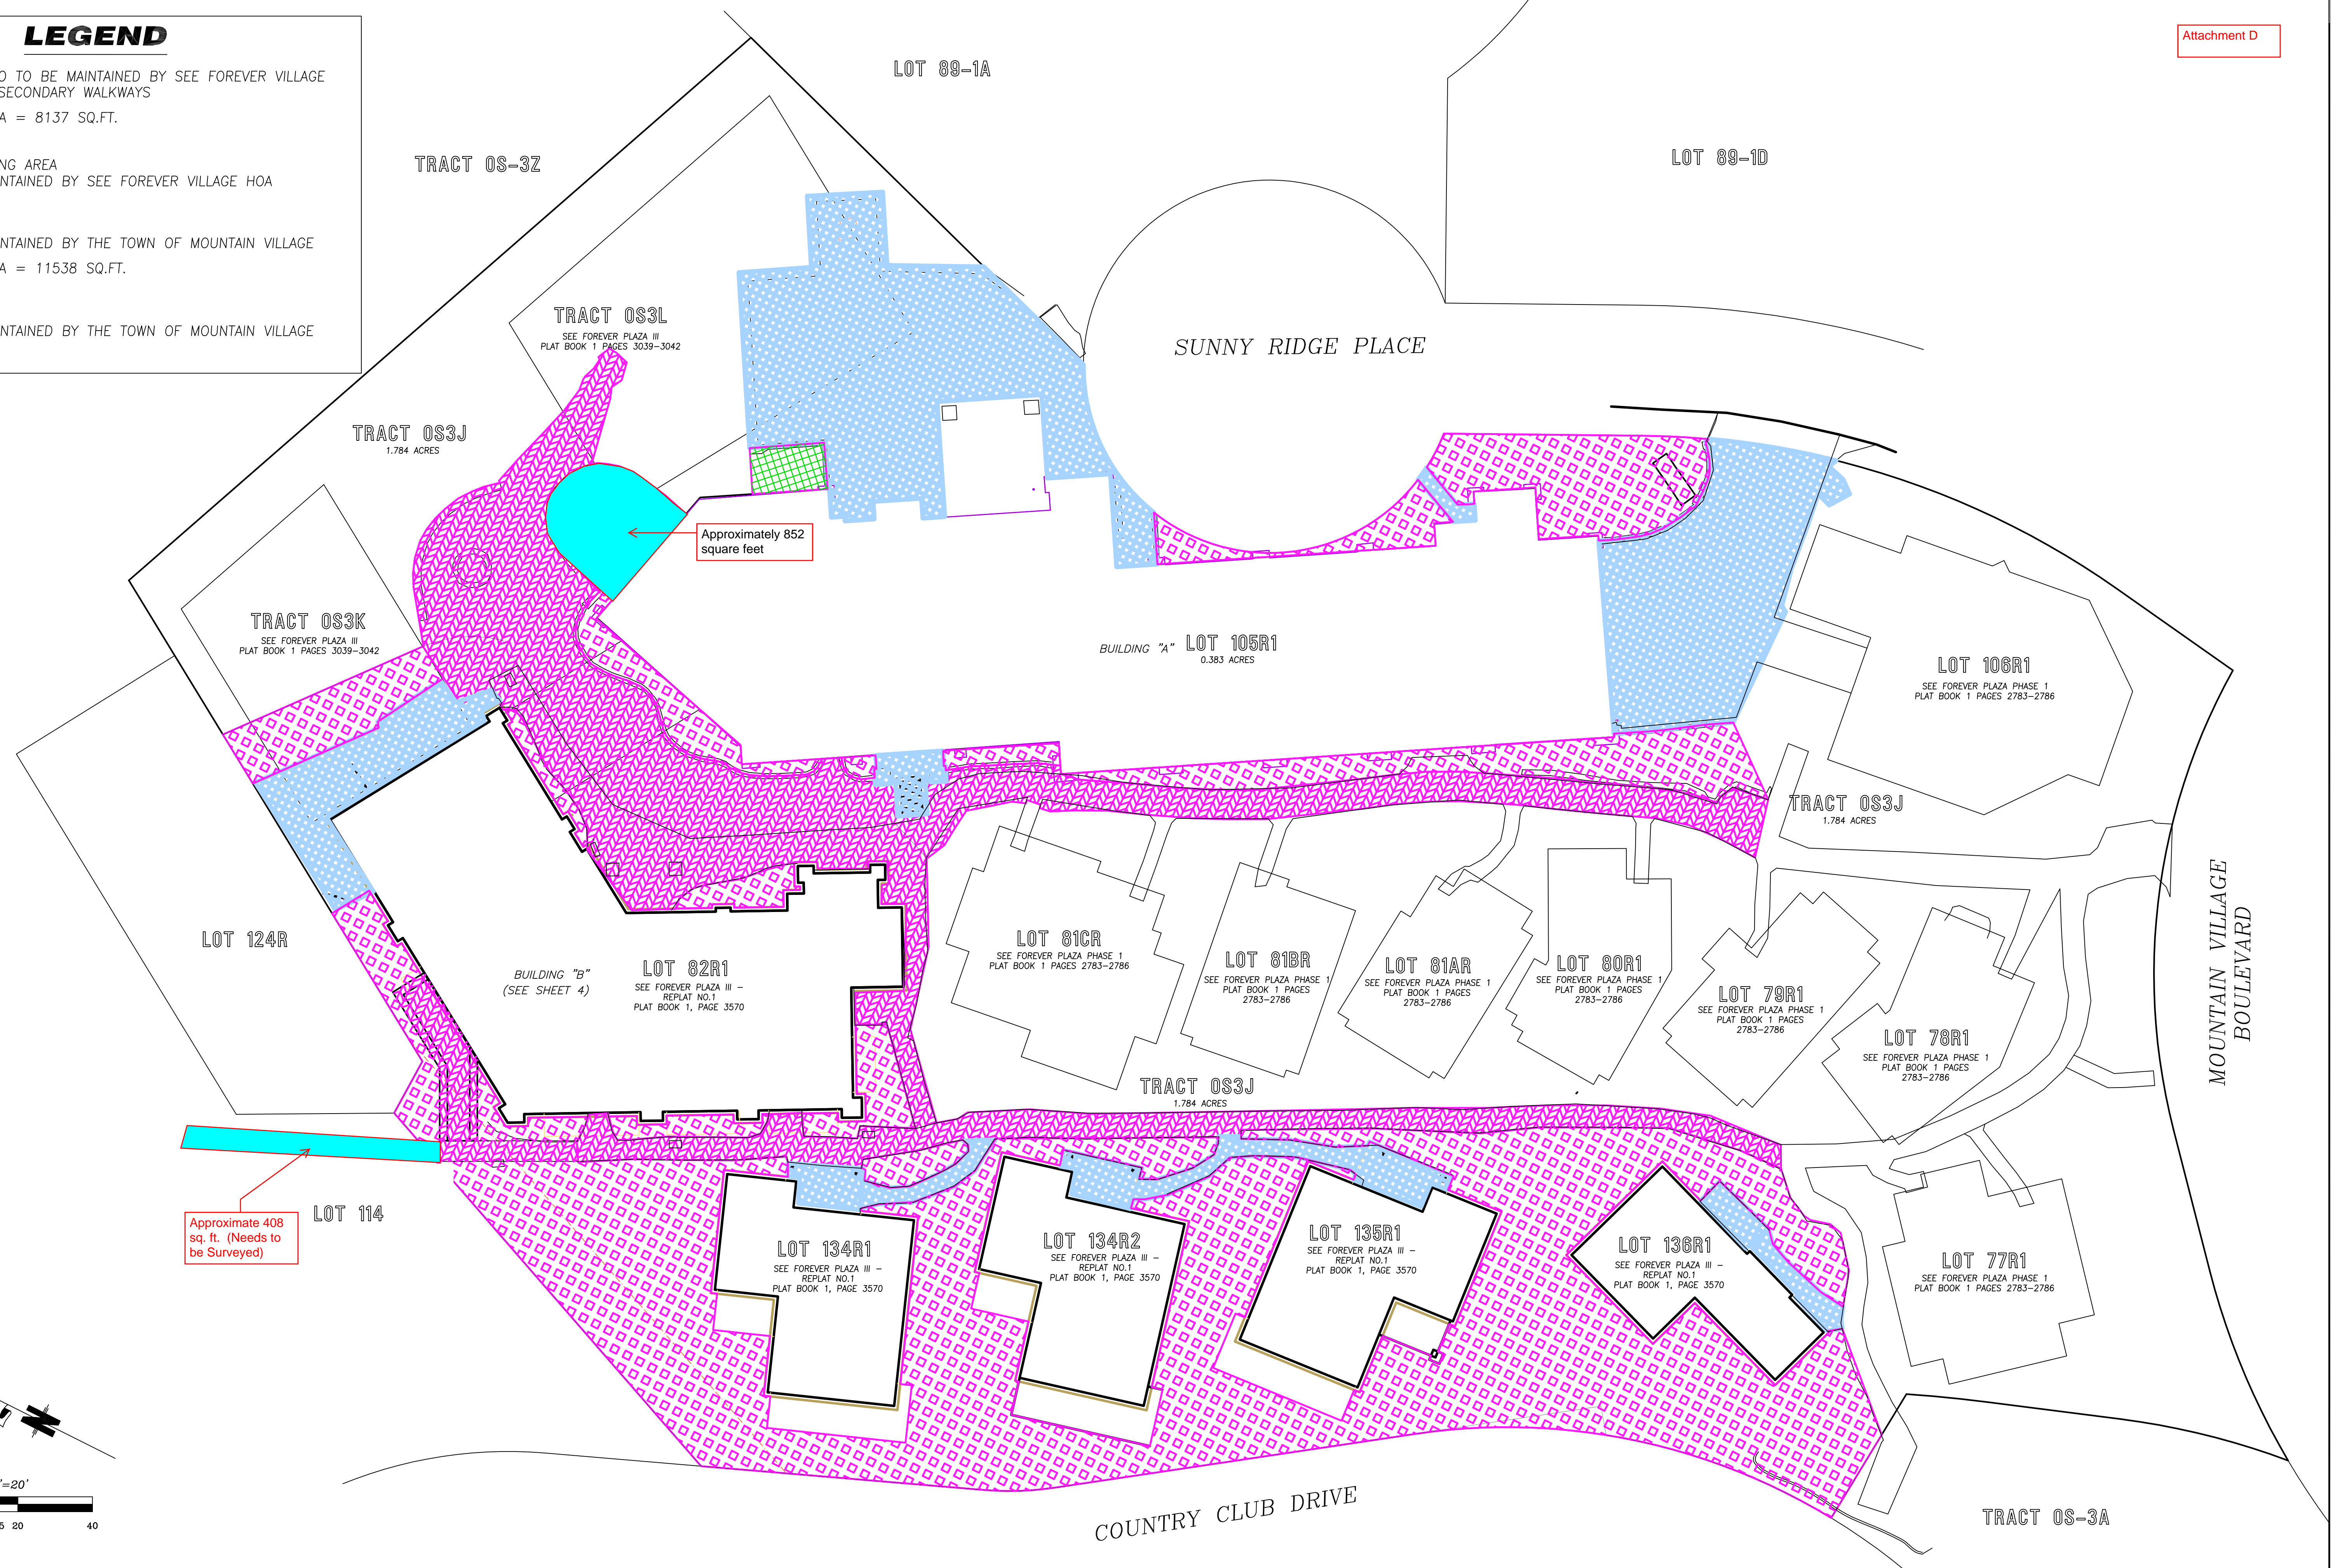 LEGEND
TO BE MAINTAINED BY SEE FOREVER VILLAGE
SECONDARY WALKWAYS
A = 8137 SQ.FT.
NG AREA
NTAINED BY SEE FOREVER VILLAGE HOA
NTAINED BY THE TOWN OF MOUNTAIN VILLAGE
A = 11538 SQ.FT.
NTAINED BY THE TOWN OF MOUNTAIN VILLAGE
Attachment D
LOT 89-1A
LOT 89-1D
TRACT OS-3Z
TRACT OS3L
SEE FOREVER PLAZA III
PLAT BOOK 1 PAGES 3039-3042
SUNNY RIDGE PLACE
TRACT OS3J
1.784 ACRES
Approximately 852
square feet
TRACT OS3K
SEE FOREVER PLAZA III
PLAT BOOK 1 PAGES 3039-3042
BUILDING "A" LOT 105R1
0.383 ACRES
LOT 106R1
SEE FOREVER PLAZA PHASE 1
PLAT BOOK 1 PAGES 2783-2786
TRACT OS3J
1.784 ACRES
LOT 124R
BUILDING "B"
(SEE SHEET 4)
LOT 82R1
SEE FOREVER PLAZA III -
REPLAT NO.1
PLAT BOOK 1, PAGE 3570
LOT 81CR
SEE FOREVER PLAZA PHASE 1
PLAT BOOK 1 PAGES 2783-2786
LOT 81BR
SEE FOREVER PLAZA PHASE 1
PLAT BOOK 1 PAGES
2783-2786
LOT 81AR
SEE FOREVER PLAZA PHASE 1
PLAT BOOK 1 PAGES
2783-2786
LOT 80R1
SEE FOREVER PLAZA PHASE 1
PLAT BOOK 1 PAGES
2783-2786
LOT 79R1
SEE FOREVER PLAZA PHASE 1
PLAT BOOK 1 PAGES
2783-2786
LOT 78R1
SEE FOREVER PLAZA PHASE 1
PLAT BOOK 1 PAGES
2783-2786
MOUNTAIN VILLAGE
BOULEVARD
TRACT OS3J
1.784 ACRES
LOT 114
Approximate 408
sq. ft. (Needs to
be Surveyed)
LOT 134R1
SEE FOREVER PLAZA III -
REPLAT NO.1
PLAT BOOK 1, PAGE 3570
LOT 134R2
SEE FOREVER PLAZA III -
REPLAT NO.1
PLAT BOOK 1, PAGE 3570
LOT 135R1
SEE FOREVER PLAZA III -
REPLAT NO.1
PLAT BOOK 1, PAGE 3570
LOT 136R1
SEE FOREVER PLAZA III -
REPLAT NO.1
PLAT BOOK 1, PAGE 3570
LOT 77R1
SEE FOREVER PLAZA PHASE 1
PLAT BOOK 1 PAGES 2783-2786
N
"=20'
20 40
COUNTRY CLUB DRIVE
TRACT OS-3A